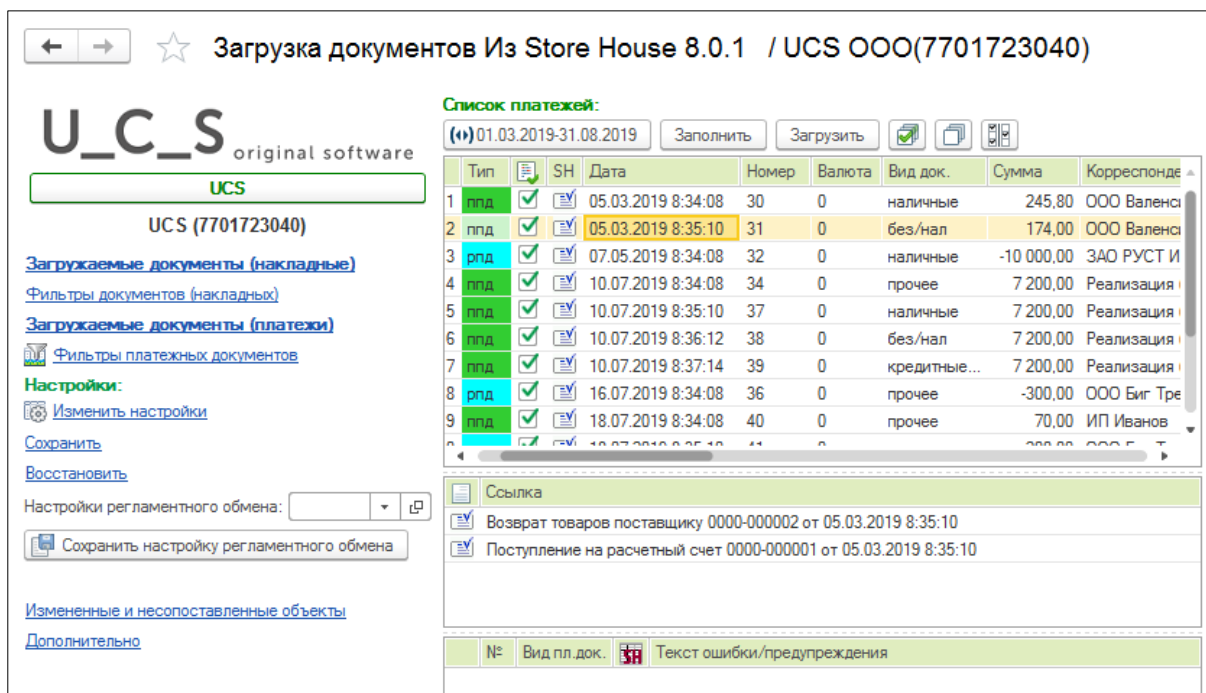 Загрузка документов Из Store House 8.0.1 / UCS ООО(7701723040)
U_C_S original software
UCS
UCS (7701723040)
Загружаемые документы (накладные)
Фильтры документов (накладных)
Загружаемые документы (платежи)
Фильтры платежных документов
Настройки:
Изменить настройки
Сохранить
Восстановить
Настройки регламентного обмена:
Сохранить настройку регламентного обмена
Измененные и несопоставленные объекты
Дополнительно
Список платежей:
01.03.2019-31.08.2019 Заполнить Загрузить
Тип SH Дата Номер Валюта Вид док. Сумма Корреспонде
1 ппд 05.03.2019 8:34:08 30 0 наличные 245,80 ООО Валенси
2 ппд 05.03.2019 8:35:10 31 0 без/нал 174,00 ООО Валенси
3 рпд 07.05.2019 8:34:08 32 0 наличные -10 000,00 ЗАО РУСТ И
4 ппд 10.07.2019 8:34:08 34 0 прочее 7 200,00 Реализация
5 ппд 10.07.2019 8:35:10 37 0 наличные 7 200,00 Реализация
6 ппд 10.07.2019 8:36:12 38 0 без/нал 7 200,00 Реализация
7 ппд 10.07.2019 8:37:14 39 0 кредитные... 7 200,00 Реализация
8 рпд 16.07.2019 8:34:08 36 0 прочее -300,00 ООО Биг Тре
9 ппд 18.07.2019 8:34:08 40 0 прочее 70,00 ИП Иванов
Ссылка
Возврат товаров поставщику 0000-000002 от 05.03.2019 8:35:10
Поступление на расчетный счет 0000-000001 от 05.03.2019 8:35:10
№ Вид пл.док. SH Текст ошибки/предупреждения